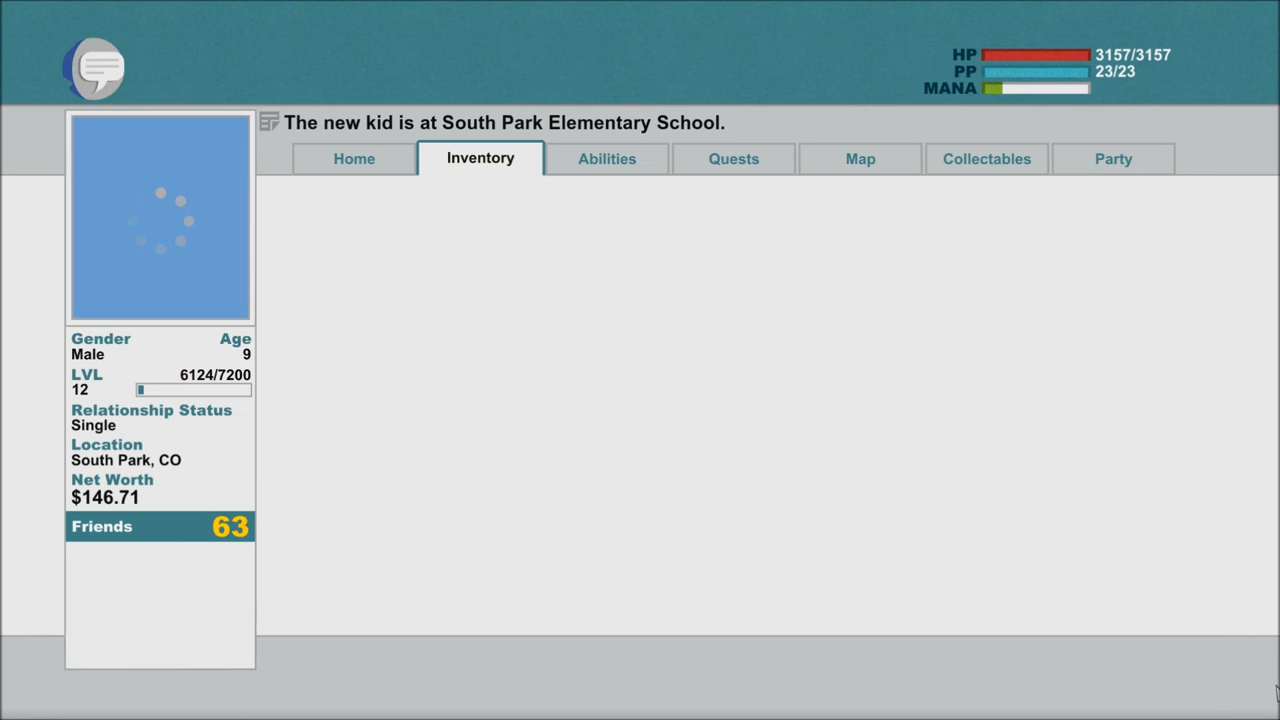 HP 3157/3157
PP 23/23
MANA
The new kid is at South Park Elementary School.
Home Inventory Abilities Quests Map Collectables Party
Gender Age
Male 9
LVL 6124/7200
12
Relationship Status
Single
Location
South Park, CO
Net Worth
$146.71
Friends 63